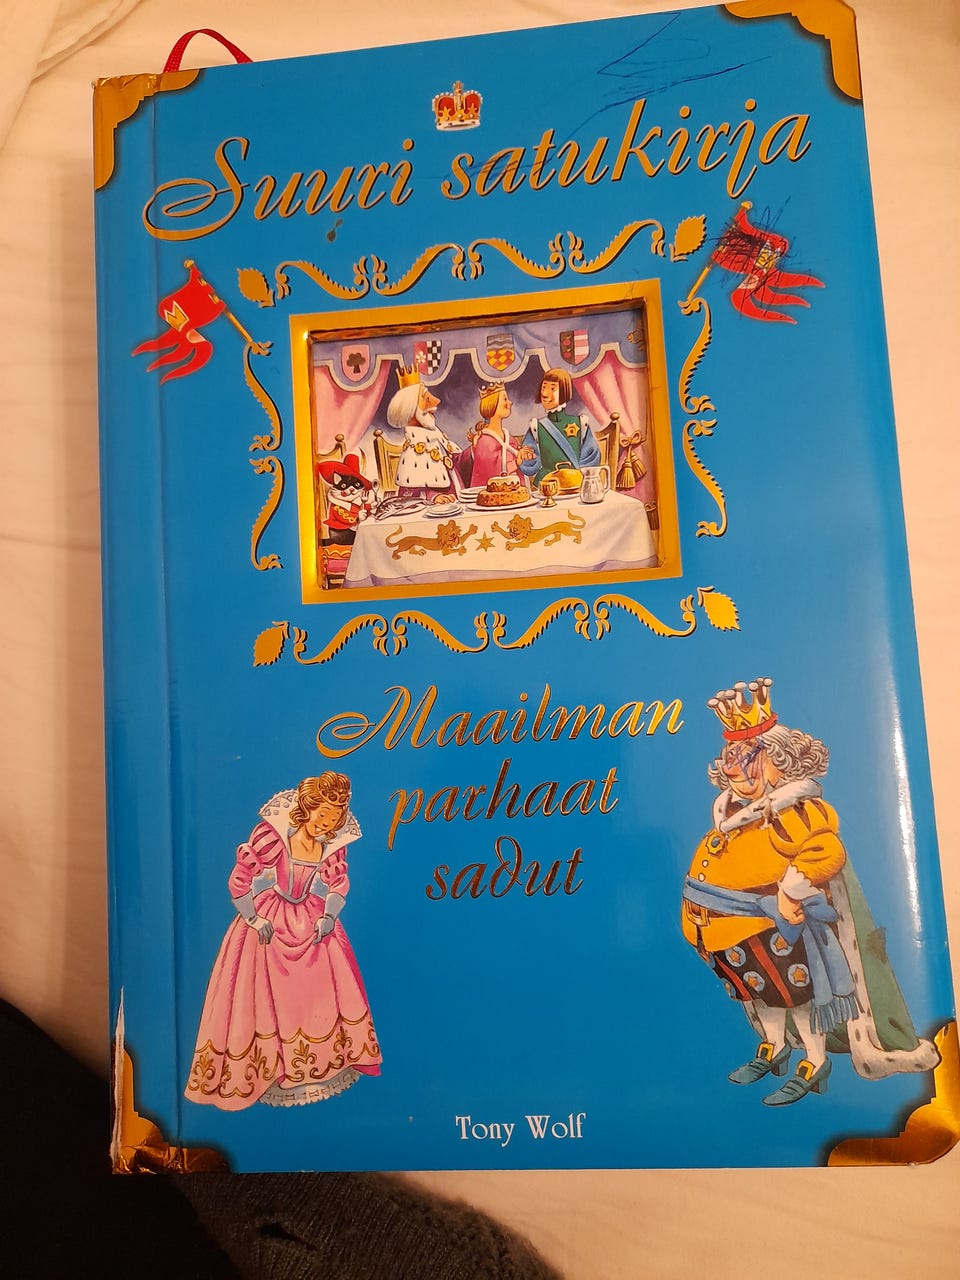 Suuri satukirja
Maailman
parhaat
sadut
Tony Wolf